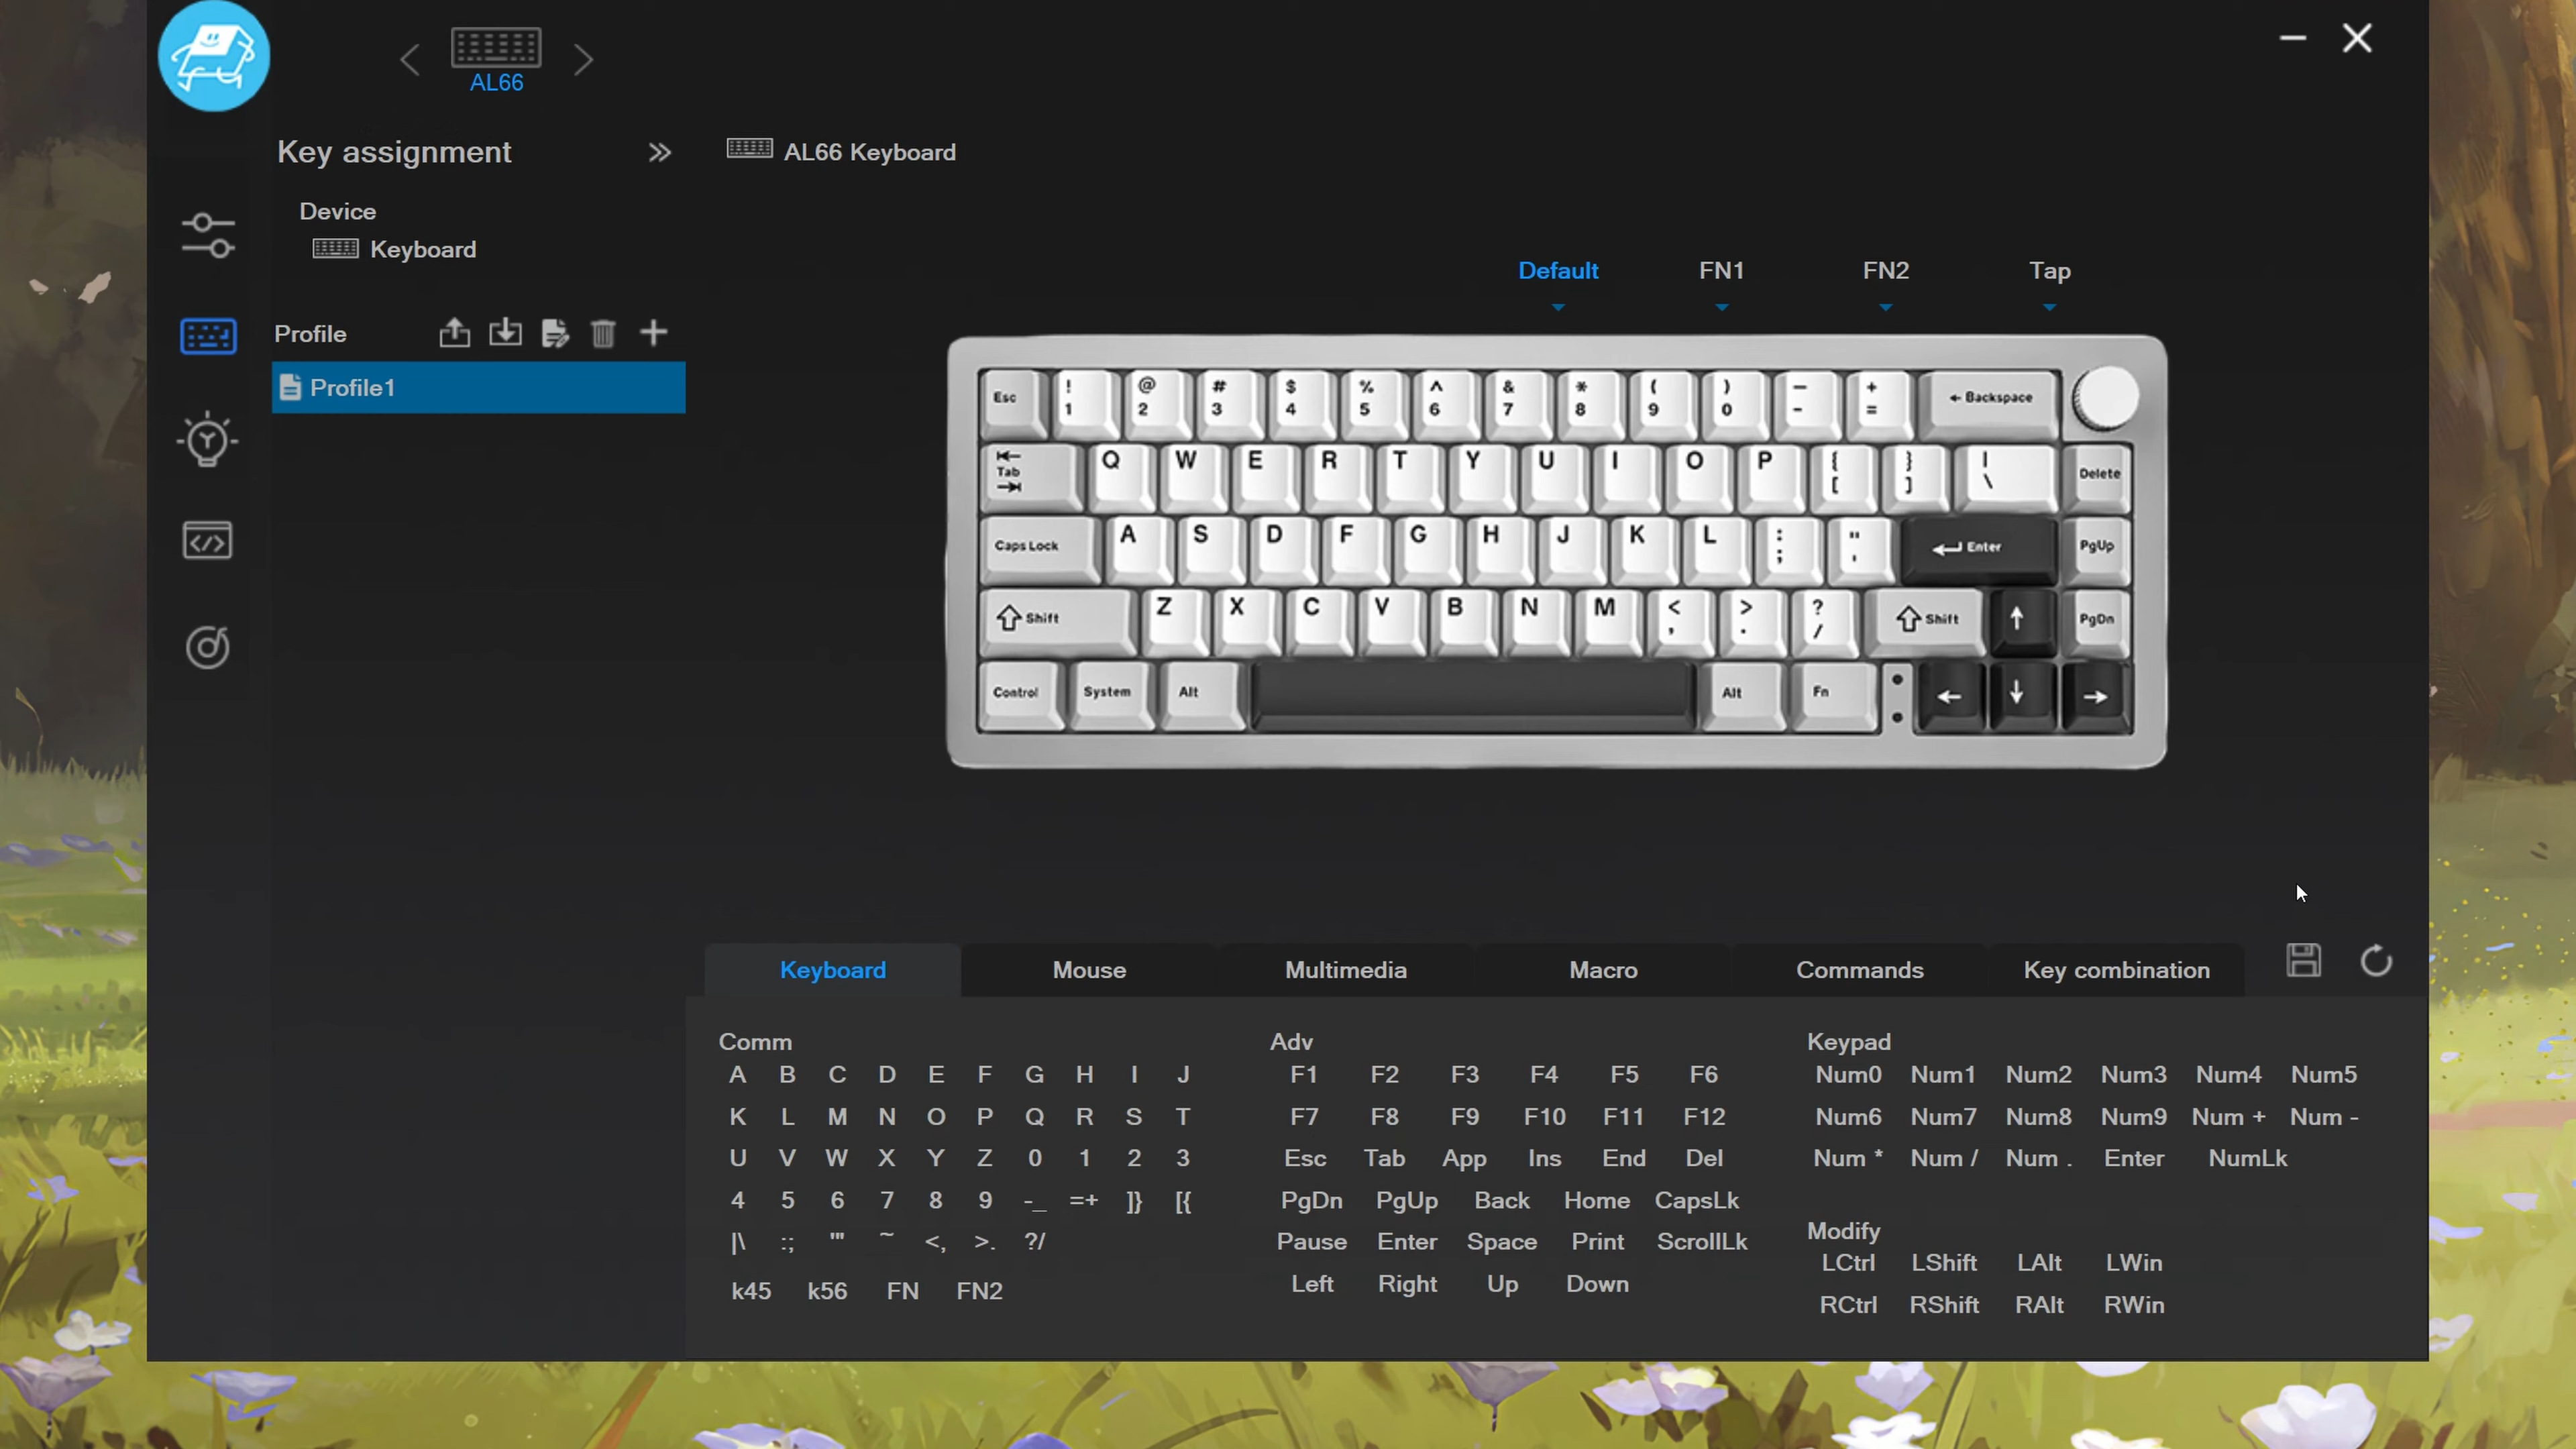 AL66
Key assignment
AL66 Keyboard
Device
Keyboard
Default FN1 FN2 Tap
Profile
Profile1
Esc ! 1 @ 2 # 3 $ 4 % 5 ^ 6 & 7 * 8 ( 9 ) 0 — - + = ← Backspace
Tab Q W E R T Y U I O P { [ } ] | \ Delete
Caps Lock A S D F G H J K L : ; " ' Enter PgUp
Shift Z X C V B N M < , > . ? / Shift ↑ PgDn
Control System Alt Alt Fn ← ↓ →
Keyboard Mouse Multimedia Macro Commands Key combination
Comm
A B C D E F G H I J
K L M N O P Q R S T
U V W X Y Z 0 1 2 3
4 5 6 7 8 9 -_ =+ ]} [{
|\ :; '" ~ <, >. ?/
k45 k56 FN FN2
Adv
F1 F2 F3 F4 F5 F6
F7 F8 F9 F10 F11 F12
Esc Tab App Ins End Del
PgDn PgUp Back Home CapsLk
Pause Enter Space Print ScrollLk
Left Right Up Down
Keypad
Num0 Num1 Num2 Num3 Num4 Num5
Num6 Num7 Num8 Num9 Num + Num -
Num * Num / Num . Enter NumLk
Modify
LCtrl LShift LAlt LWin
RCtrl RShift RAlt RWin